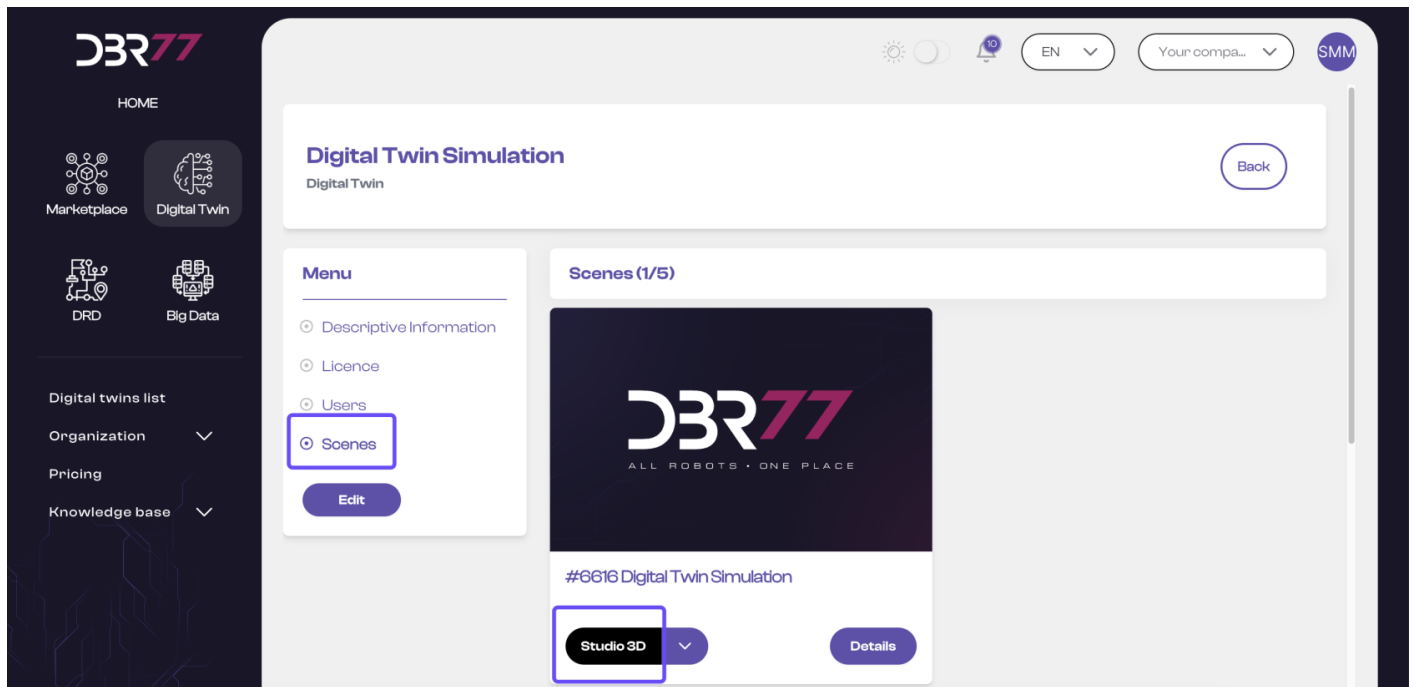 DBR77
HOME
Marketplace
Digital Twin
DRD
Big Data
Digital twins list
Organization
Pricing
Knowledge base
10
EN
Your compa...
SMM
Digital Twin Simulation
Digital Twin
Back
Menu
Descriptive Information
Licence
Users
Scenes
Edit
Scenes (1/5)
DBR77
ALL ROBOTS • ONE PLACE
#6616 Digital Twin Simulation
Studio 3D
Details